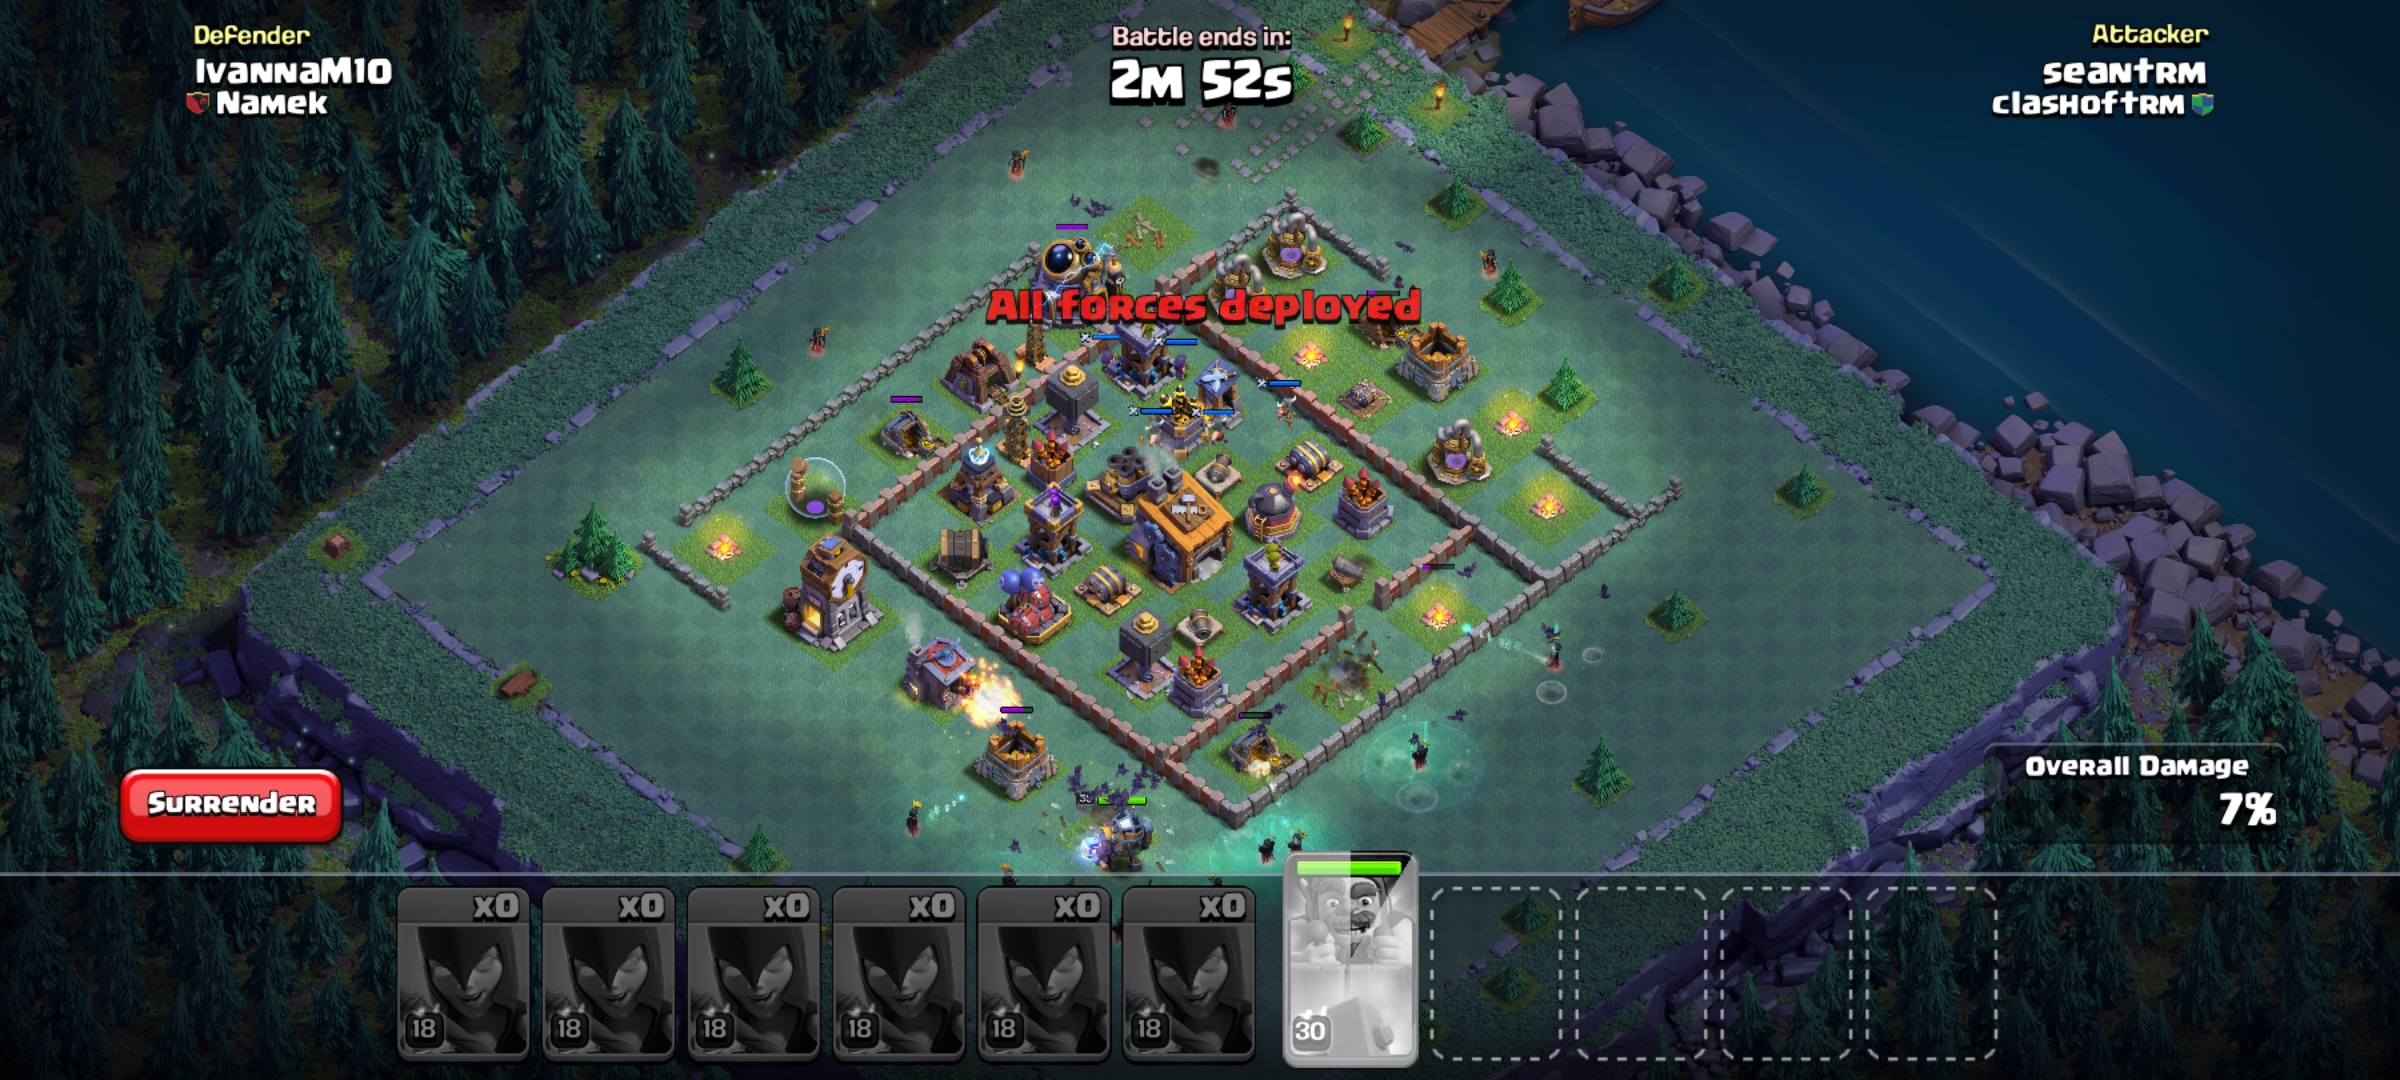 Defender
IvannaM10
Namek
Battle ends in:
2M 52s
Attacker
seantRM
clashoftRM
All forces deployed
Surrender
Overall Damage
7%
x0
x0
x0
x0
x0
x0
18
18
18
18
18
18
30